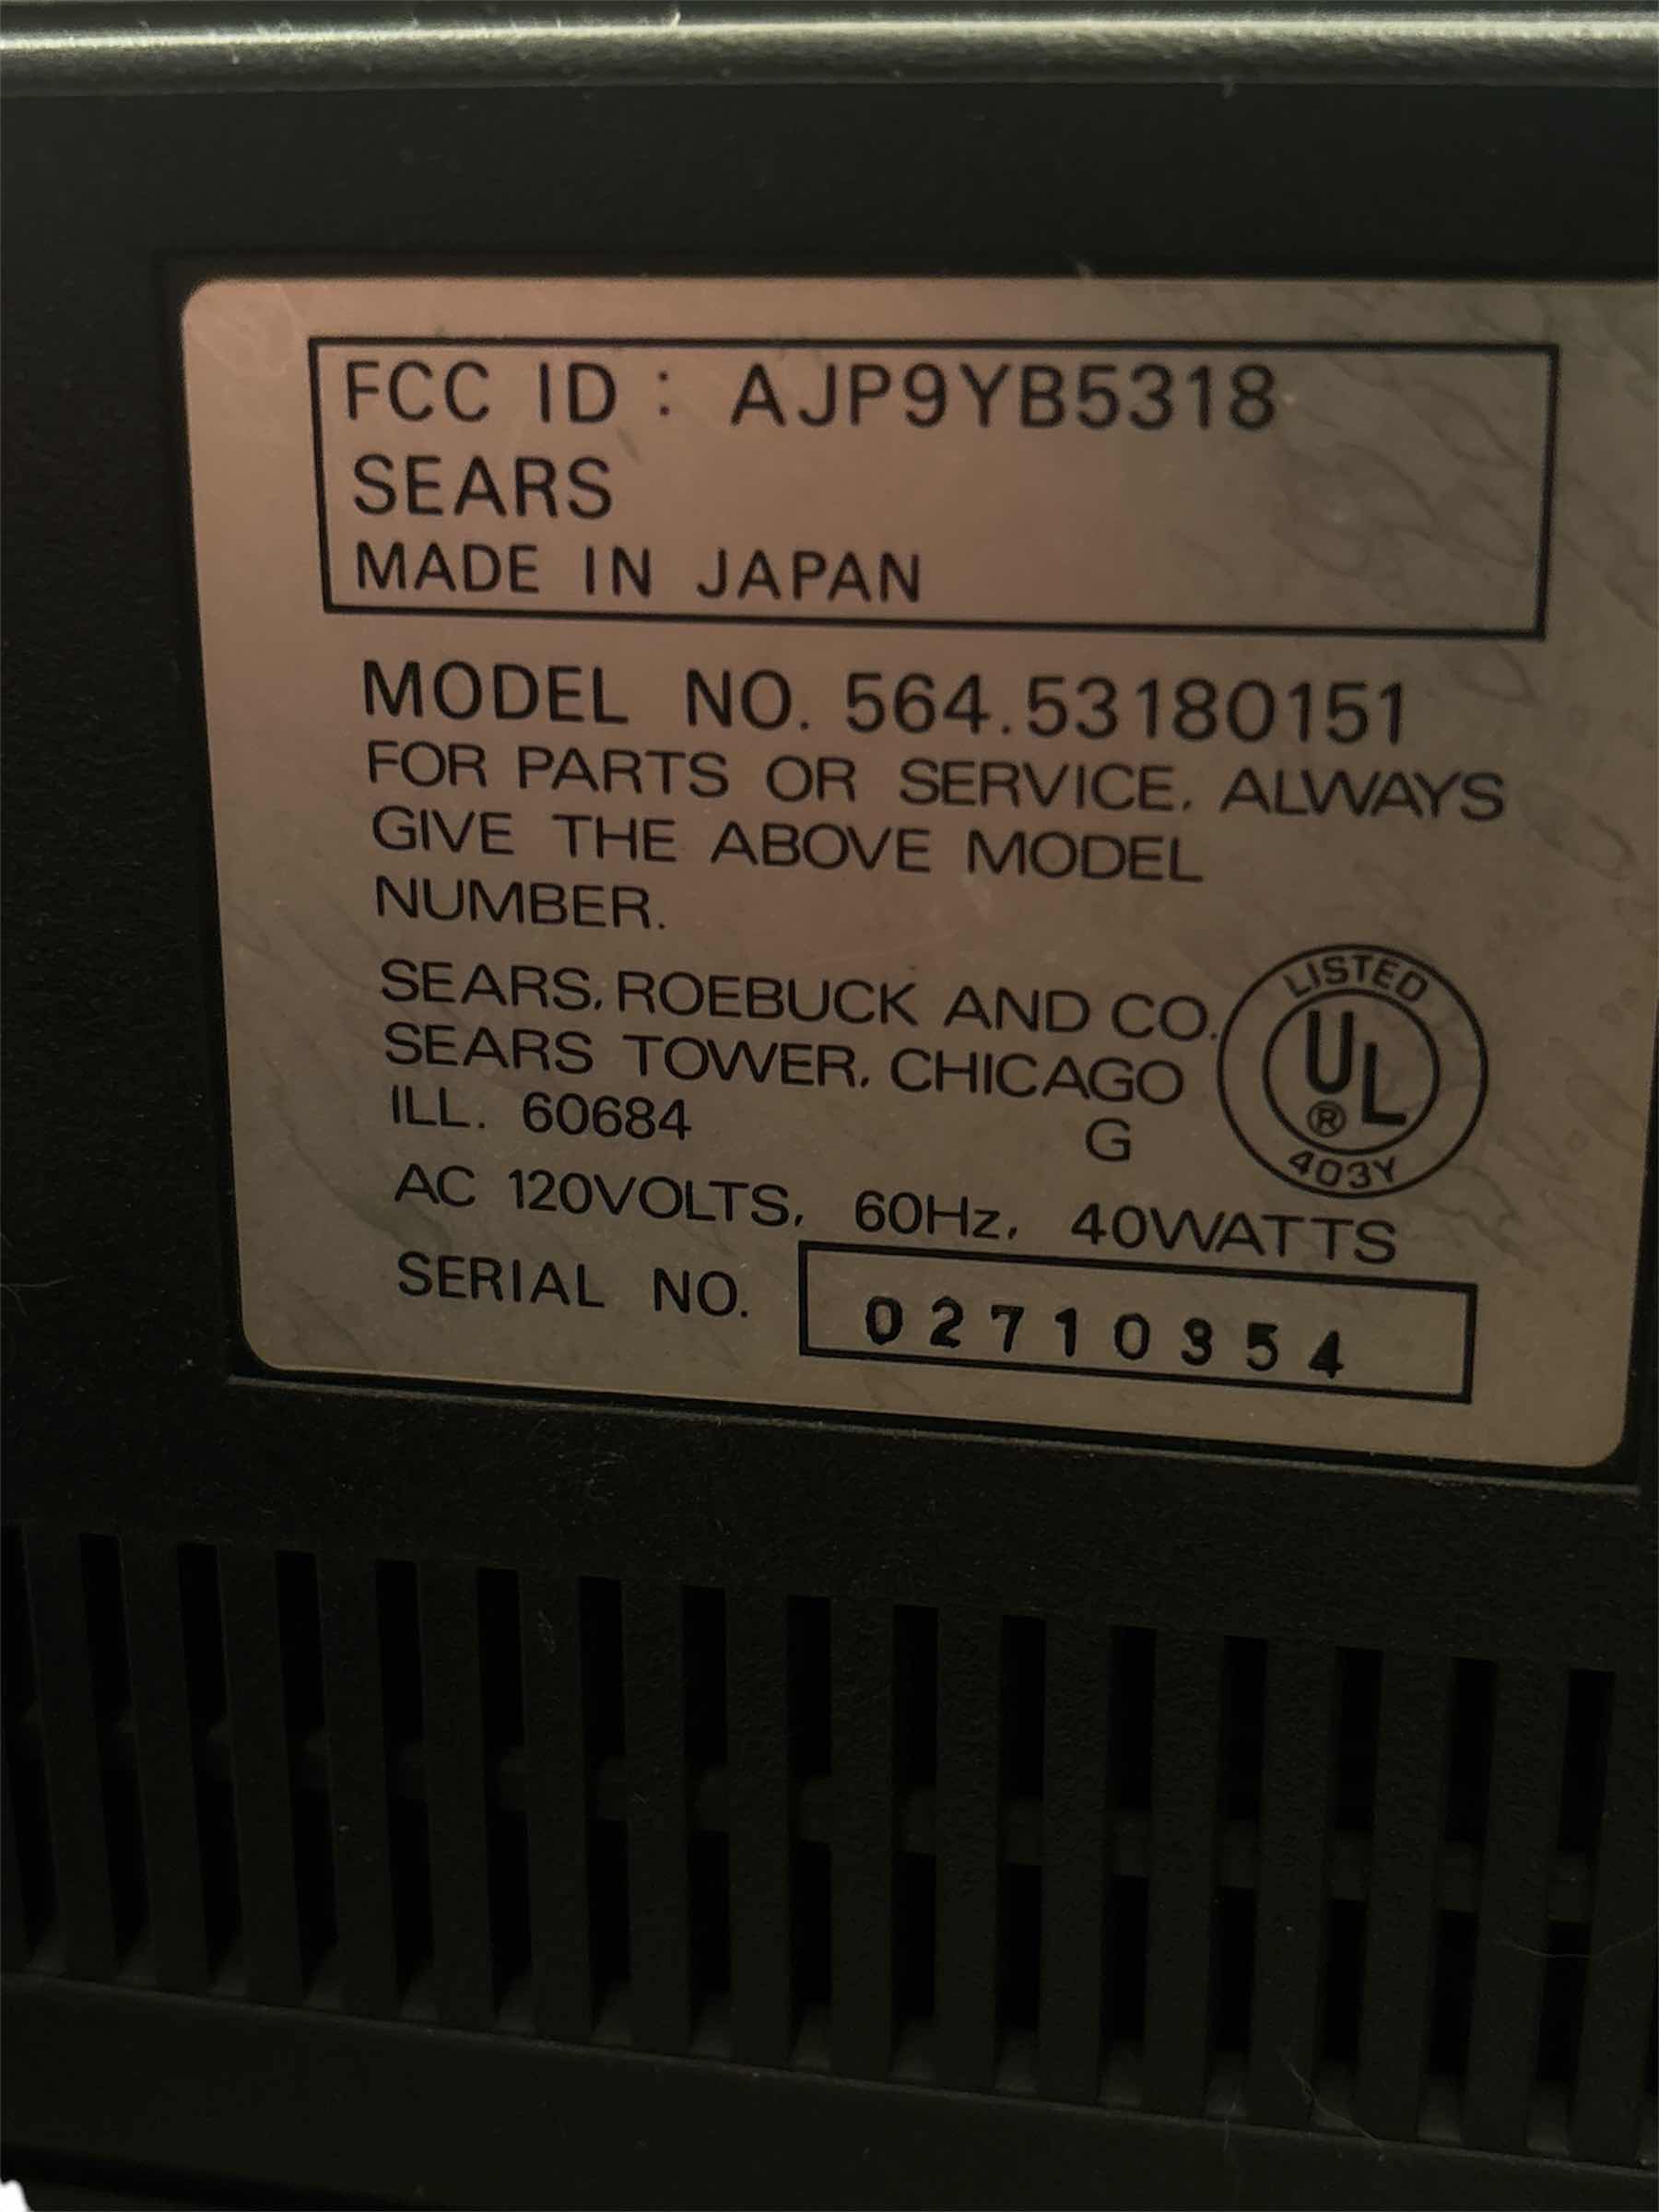 FCC ID : AJP9YB5318
SEARS
MADE IN JAPAN
MODEL NO. 564.53180151
FOR PARTS OR SERVICE, ALWAYS
GIVE THE ABOVE MODEL
NUMBER.
SEARS, ROEBUCK AND CO.
SEARS TOWER, CHICAGO
ILL. 60684
G
LISTED
UL
®
403Y
AC 120VOLTS, 60Hz, 40WATTS
SERIAL NO. 02710354